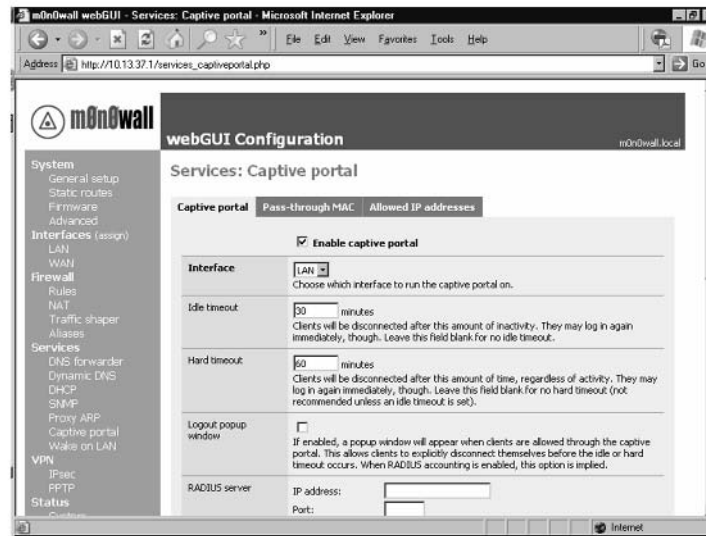 m0n0wall webGUI - Services: Captive portal - Microsoft Internet Explorer
File Edit View Favorites Tools Help
Address http://10.13.37.1/services_captiveportal.php Go
m0n0wall
webGUI Configuration m0n0wall.local
System
General setup
Static routes
Firmware
Advanced
Interfaces (assign)
LAN
WAN
Firewall
Rules
NAT
Traffic shaper
Aliases
Services
DNS forwarder
Dynamic DNS
DHCP
SNMP
Proxy ARP
Captive portal
Wake on LAN
VPN
IPsec
PPTP
Status
System
Services: Captive portal
Captive portal Pass-through MAC Allowed IP addresses
Enable captive portal
Interface LAN
Choose which interface to run the captive portal on.
Idle timeout 30 minutes
Clients will be disconnected after this amount of inactivity. They may log in again
immediately, though. Leave this field blank for no idle timeout.
Hard timeout 60 minutes
Clients will be disconnected after this amount of time, regardless of activity. They may
log in again immediately, though. Leave this field blank for no hard timeout (not
recommended unless an idle timeout is set).
Logout popup
window
If enabled, a popup window will appear when clients are allowed through the captive
portal. This allows clients to explicitly disconnect themselves before the idle or hard
timeout occurs. When RADIUS accounting is enabled, this option is implied.
RADIUS server IP address:
Port:
Internet